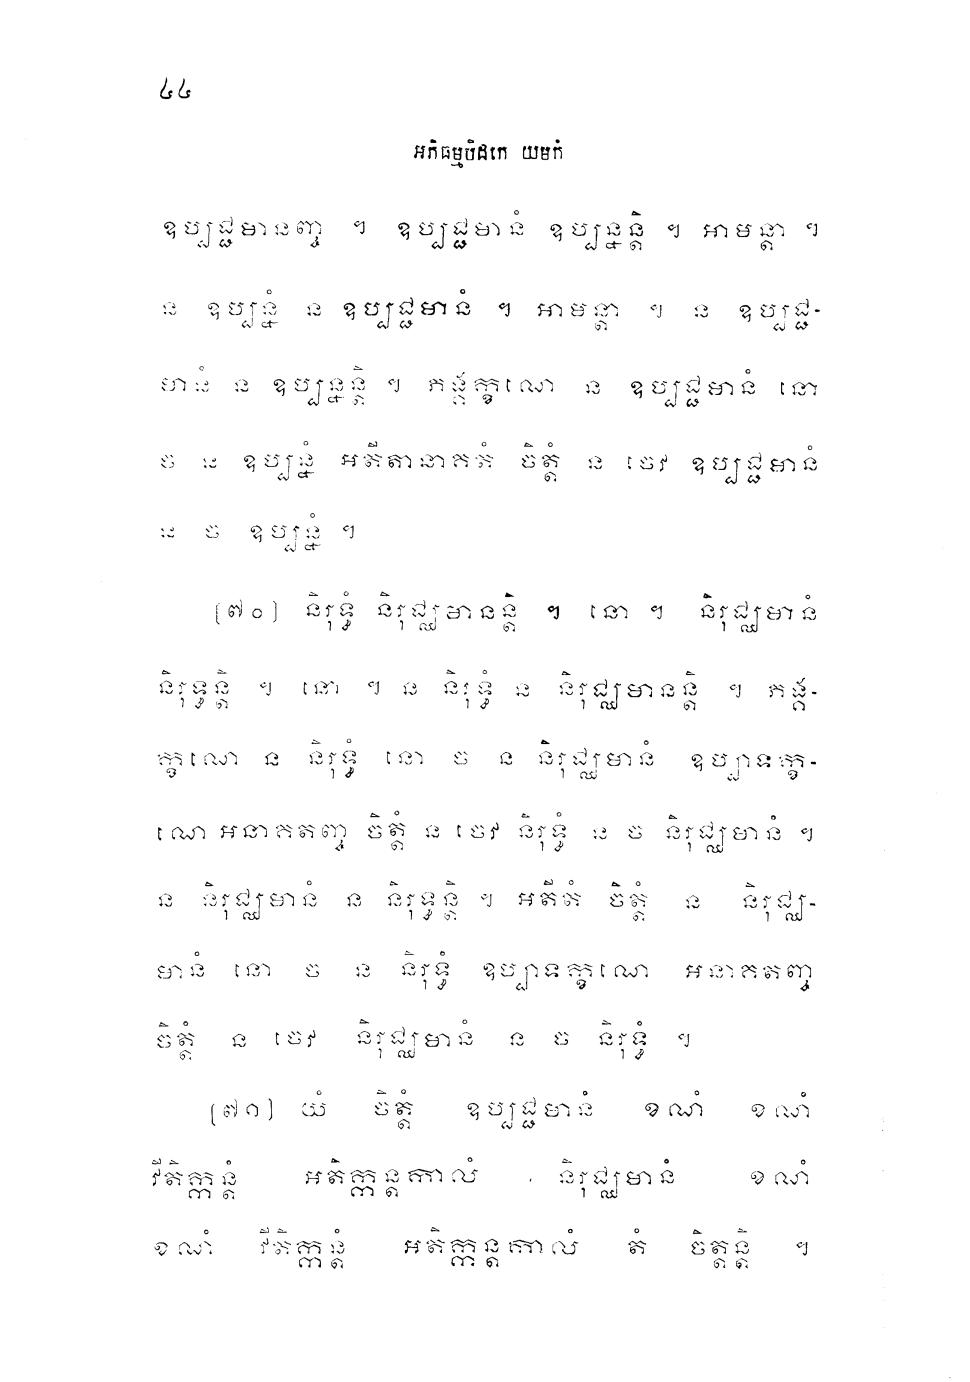 ៤៤
អភិធម្មបិដកេ យមកំ
ឧប្បជ្ជមានញ្ច ។ ឧប្បជ្ជមានំ ឧប្បន្នន្តិ ។ អាមន្តា ។
ន ឧប្បន្នំ ន ឧប្បជ្ជមានំ ។ អាមន្តា ។ ន ឧប្បជ្ជ-
មានំ ន ឧប្បន្នន្តិ ។ ភង្គក្ខណេ ន ឧប្បជ្ជមានំ នោ
ច ន ឧប្បន្នំ អតីតានាគតំ ចិត្តំ ន ចេវ ឧប្បជ្ជមានំ
ន ច ឧប្បន្នំ ។
(៧០) និរុទ្ធំ និរុជ្ឈមានន្តិ ។ នោ ។ និរុជ្ឈមានំ
និរុទ្ធន្តិ ។ នោ ។ ន និរុទ្ធំ ន និរុជ្ឈមានន្តិ ។ ភង្គ-
ក្ខណេ ន និរុទ្ធំ នោ ច ន និរុជ្ឈមានំ ឧប្បាទក្ខ-
ណេ អនាគតញ្ច ចិត្តំ ន ចេវ និរុទ្ធំ ន ច និរុជ្ឈមានំ ។
ន និរុជ្ឈមានំ ន និរុទ្ធន្តិ ។ អតីតំ ចិត្តំ ន និរុជ្ឈ-
មានំ នោ ច ន និរុទ្ធំ ឧប្បាទក្ខណេ អនាគតញ្ច
ចិត្តំ ន ចេវ និរុជ្ឈមានំ ន ច និរុទ្ធំ ។
(៧១) យំ ចិត្តំ ឧប្បជ្ជមានំ ខណំ ខណំ
វីតិក្កន្តំ អតិក្កន្តកាលំ និរុជ្ឈមានំ ខណំ
ខណំ វីតិក្កន្តំ អតិក្កន្តកាលំ តំ ចិត្តន្តិ ។